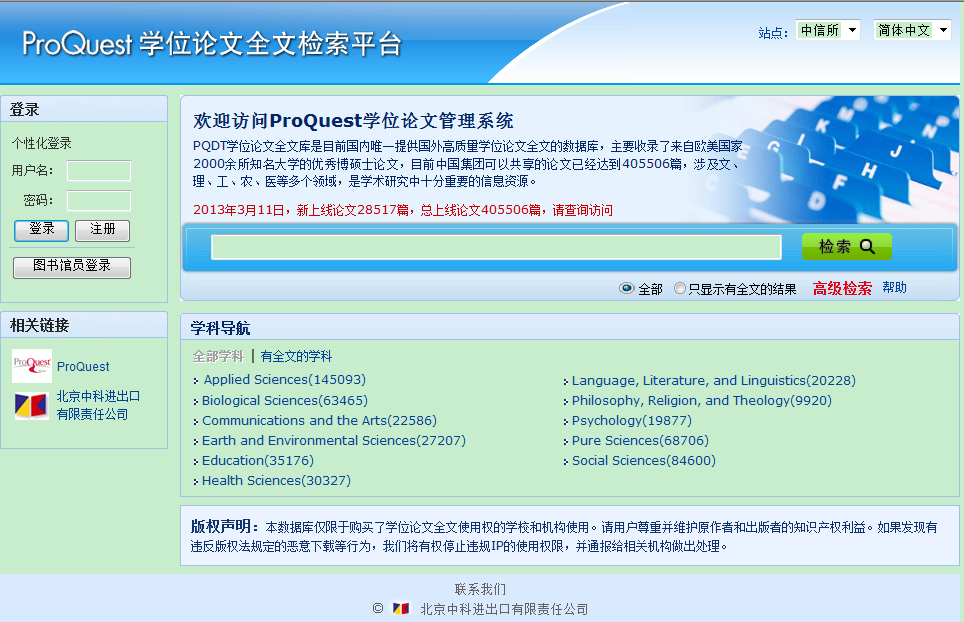 ProQuest 学位论文全文检索平台
站点: 中信所 简体中文
登录
个性化登录
用户名:
密码:
登录 注册
图书馆员登录
相关链接
ProQuest ProQuest
北京中科进出口
有限责任公司
欢迎访问ProQuest学位论文管理系统
PQDT学位论文全文库是目前国内唯一提供国外高质量学位论文全文的数据库，主要收录了来自欧美国家
2000余所知名大学的优秀博硕士论文，目前中国集团可以共享的论文已经达到405506篇，涉及文、
理、工、农、医等多个领域，是学术研究中十分重要的信息资源。
2013年3月11日，新上线论文28517篇，总上线论文405506篇，请查询访问
检索
全部 只显示有全文的结果 高级检索 帮助
学科导航
全部学科 | 有全文的学科
Applied Sciences(145093)
Biological Sciences(63465)
Communications and the Arts(22586)
Earth and Environmental Sciences(27207)
Education(35176)
Health Sciences(30327)
Language, Literature, and Linguistics(20228)
Philosophy, Religion, and Theology(9920)
Psychology(19877)
Pure Sciences(68706)
Social Sciences(84600)
版权声明：本数据库仅限于购买了学位论文全文使用权的学校和机构使用。请用户尊重并维护原作者和出版者的知识产权利益。如果发现有
违反版权法规定的恶意下载等行为，我们将有权停止违规IP的使用权限，并通报给相关机构做出处理。
联系我们
© 北京中科进出口有限责任公司